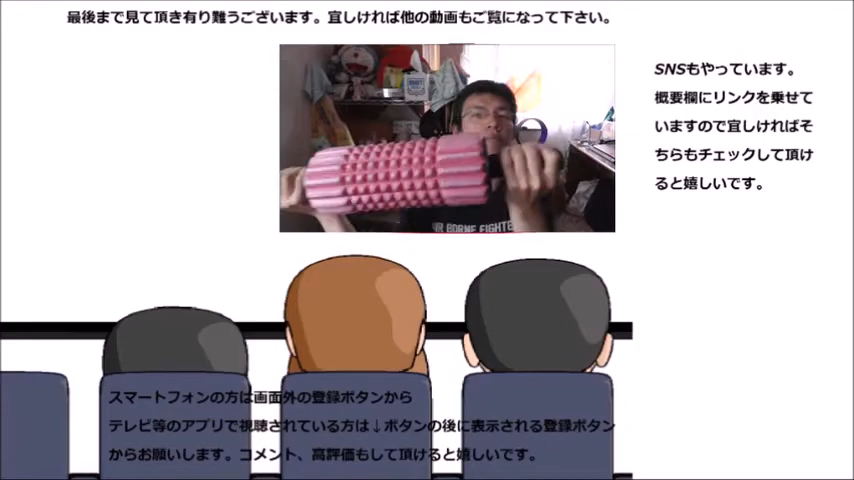 最後まで見て頂き有り難うございます。宜しければ他の動画もご覧になって下さい。
SNSもやっています。
概要欄にリンクを乗せて
いますので宜しければそ
ちらもチェックして頂け
ると嬉しいです。
BORNE FIGHTE
スマートフォンの方は画面外の登録ボタンから
テレビ等のアプリで視聴されている方は↓ボタンの後に表示される登録ボタン
からお願いします。コメント、高評価もして頂けると嬉しいです。